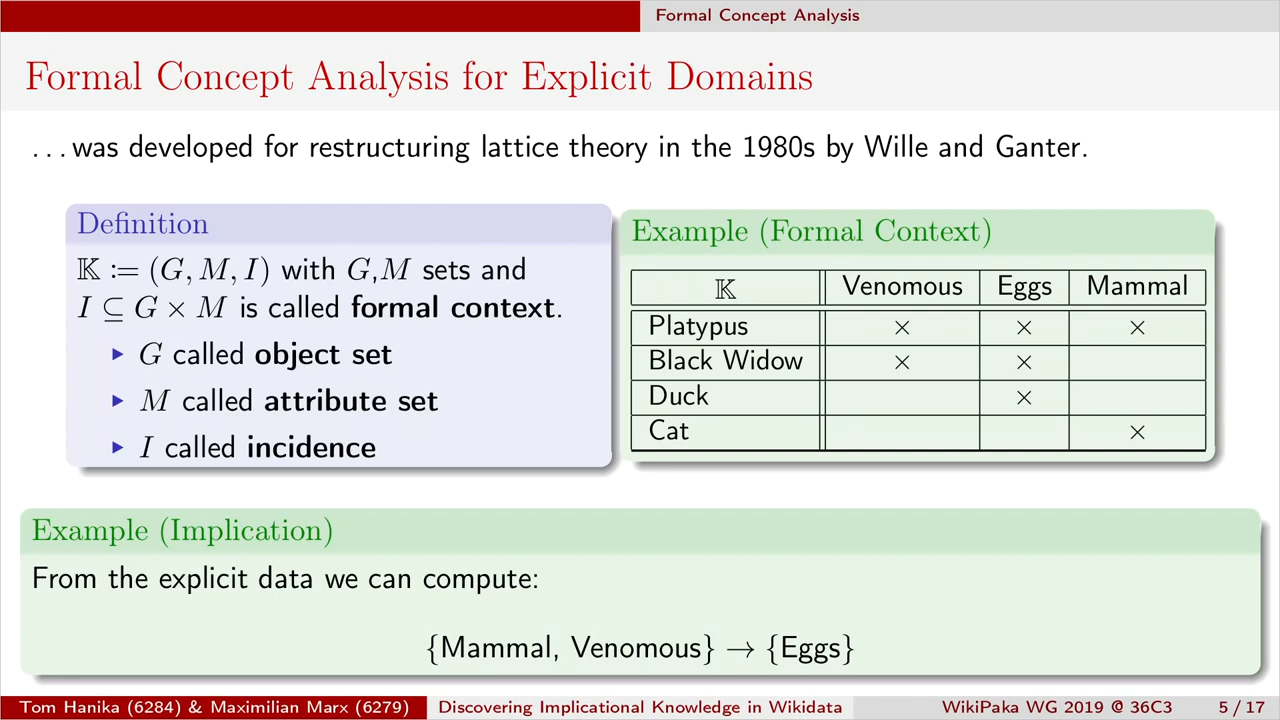 Formal Concept Analysis
Formal Concept Analysis for Explicit Domains
...was developed for restructuring lattice theory in the 1980s by Wille and Ganter.
Definition
𝕂 := (G, M, I) with G,M sets and
I ⊆ G × M is called formal context.
▸ G called object set
▸ M called attribute set
▸ I called incidence
Example (Formal Context)
𝕂 Venomous Eggs Mammal
Platypus × × ×
Black Widow × ×
Duck ×
Cat ×
Example (Implication)
From the explicit data we can compute:
{Mammal, Venomous} → {Eggs}
Tom Hanika (6284) & Maximilian Marx (6279) Discovering Implicational Knowledge in Wikidata WikiPaka WG 2019 @ 36C3 5 / 17